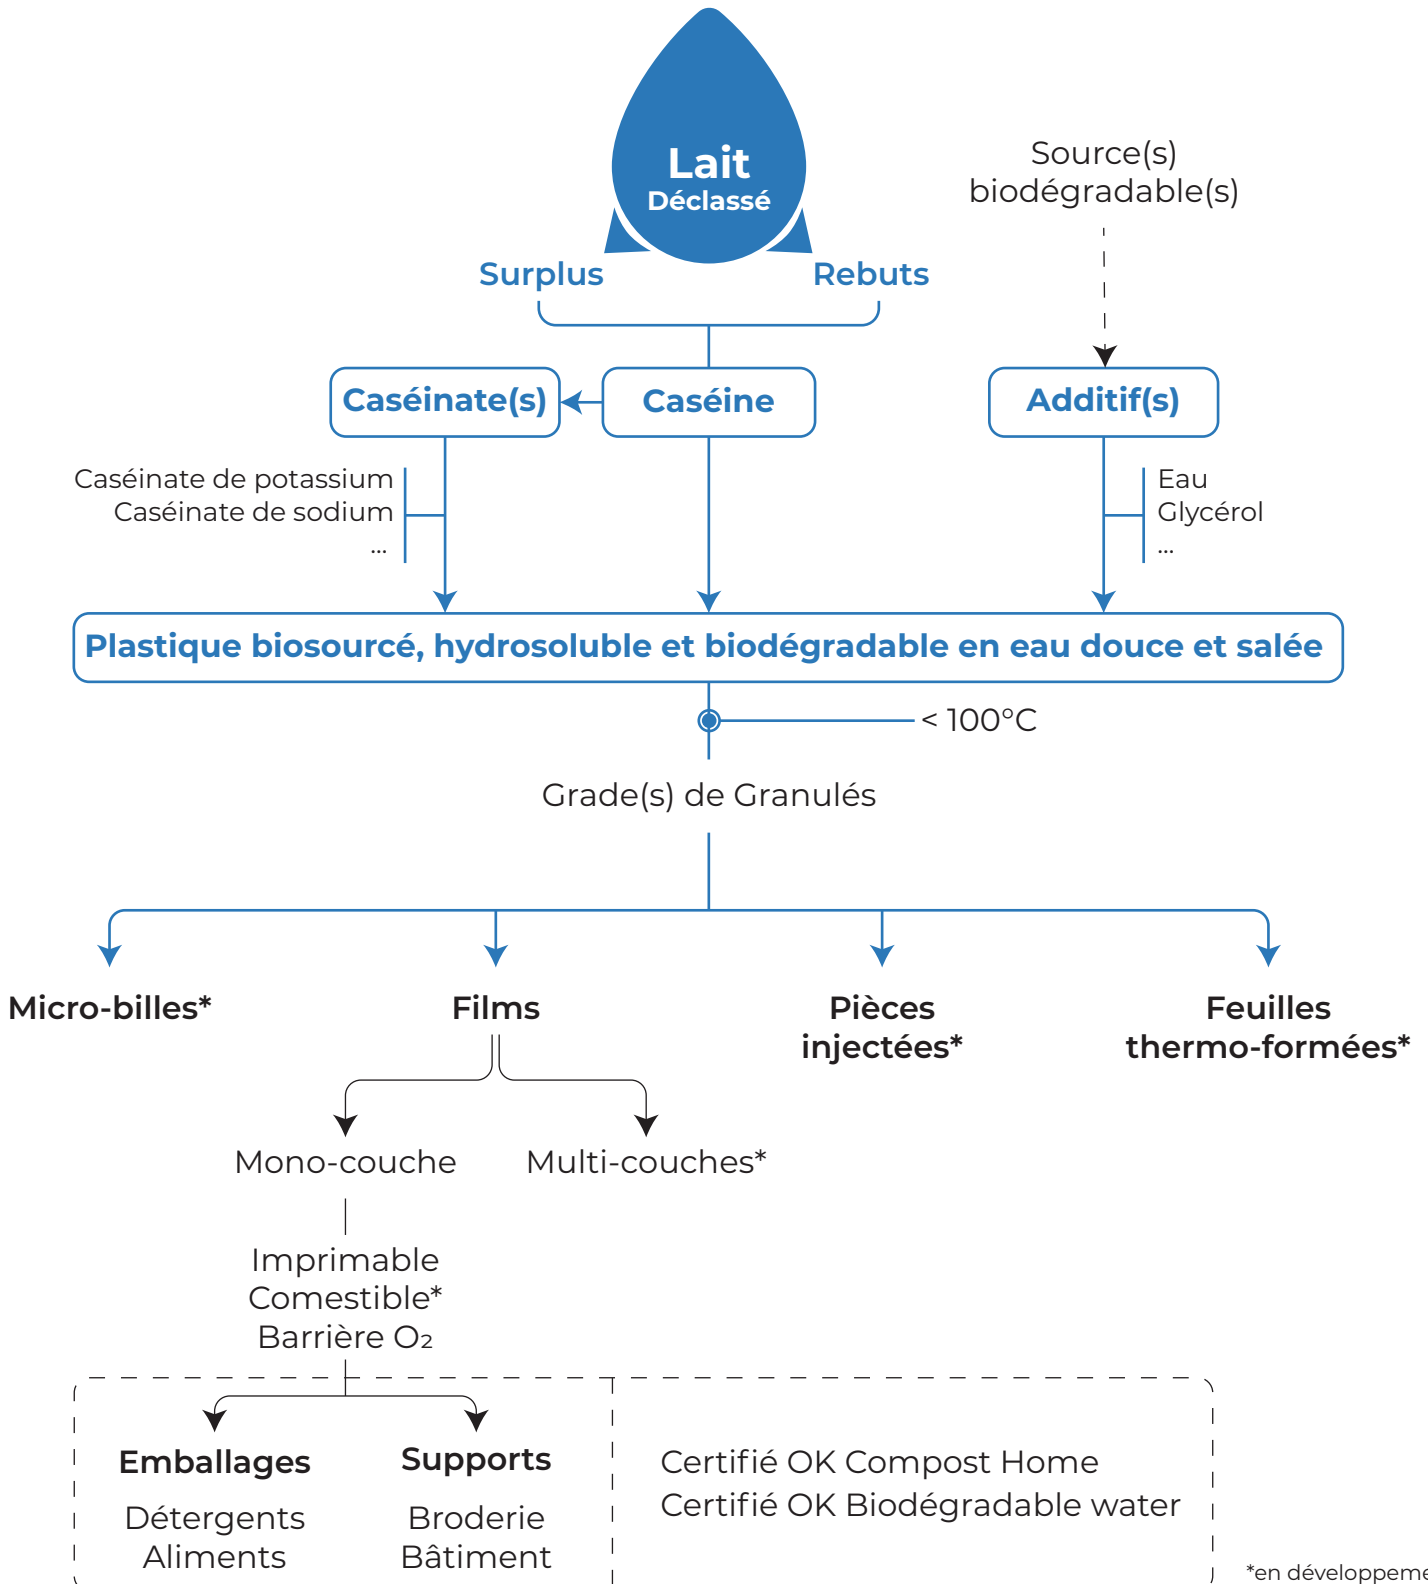 Lait
Déclassé
Source(s)
biodégradable(s)
Surplus
Rebuts
Caséinate(s)
Caséine
Additif(s)
Caséinate de potassium
Caséinate de sodium
...
Eau
Glycérol
...
Plastique biosourcé, hydrosoluble et biodégradable en eau douce et salée
< 100°C
Grade(s) de Granulés
Micro-billes*
Films
Pièces
injectées*
Feuilles
thermo-formées*
Mono-couche
Multi-couches*
Imprimable
Comestible*
Barrière O₂
Emballages
Détergents
Aliments
Supports
Broderie
Bâtiment
Certifié OK Compost Home
Certifié OK Biodégradable water
*en développeme